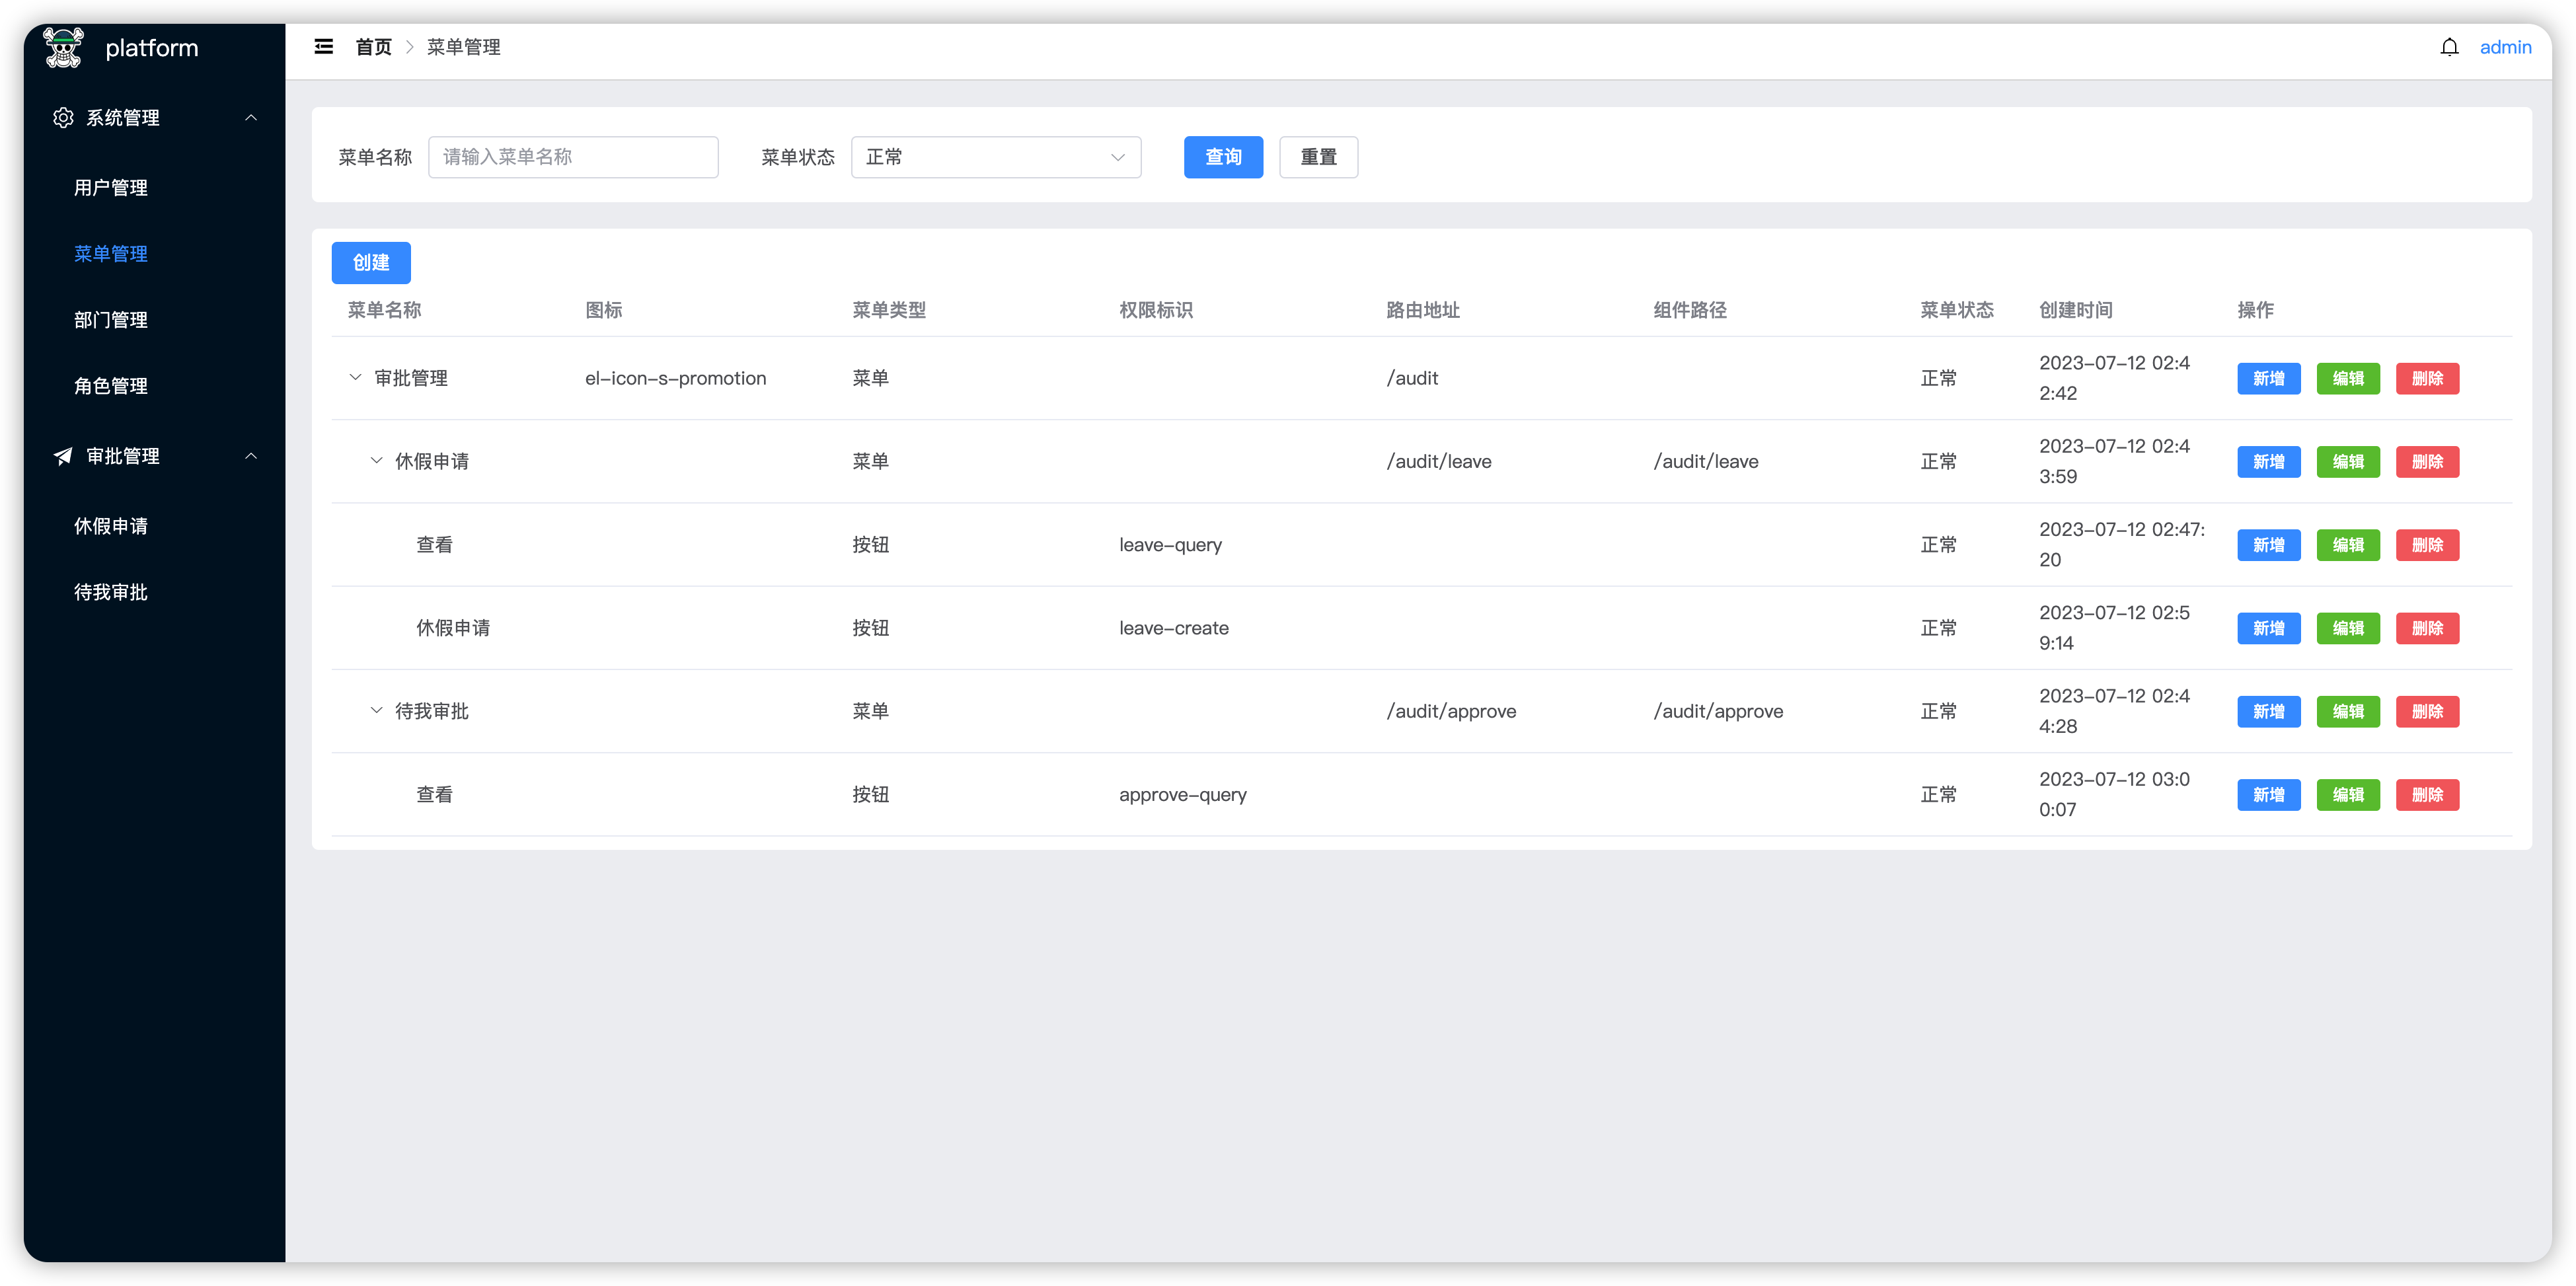 platform
系统管理
用户管理
菜单管理
部门管理
角色管理
审批管理
休假申请
待我审批
首页 > 菜单管理
admin
菜单名称 请输入菜单名称 菜单状态 正常 查询 重置
创建
菜单名称 图标 菜单类型 权限标识 路由地址 组件路径 菜单状态 创建时间 操作
审批管理 el-icon-s-promotion 菜单 /audit 正常 2023-07-12 02:4
2:42 新增 编辑 删除
休假申请 菜单 /audit/leave /audit/leave 正常 2023-07-12 02:4
3:59 新增 编辑 删除
查看 按钮 leave-query 正常 2023-07-12 02:47:
20 新增 编辑 删除
休假申请 按钮 leave-create 正常 2023-07-12 02:5
9:14 新增 编辑 删除
待我审批 菜单 /audit/approve /audit/approve 正常 2023-07-12 02:4
4:28 新增 编辑 删除
查看 按钮 approve-query 正常 2023-07-12 03:0
0:07 新增 编辑 删除